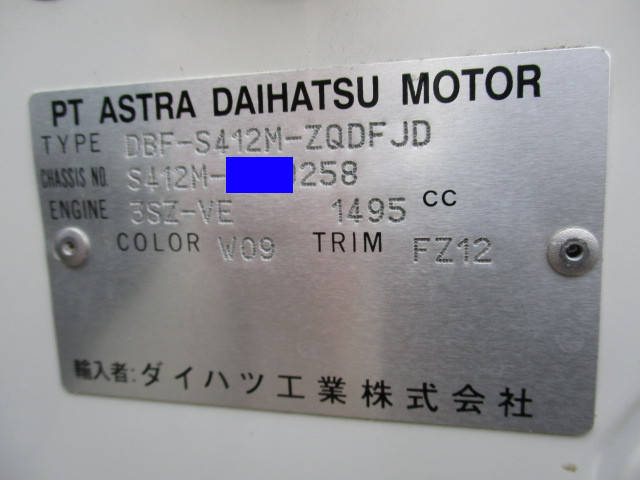 PT ASTRA DAIHATSU MOTOR
TYPE DBF-S412M-ZQDFJD
CHASSIS NO. S412M- 258
ENGINE 3SZ-VE 1495 CC
COLOR W09 TRIM FZ12
輸入者:ダイハツ工業株式会社